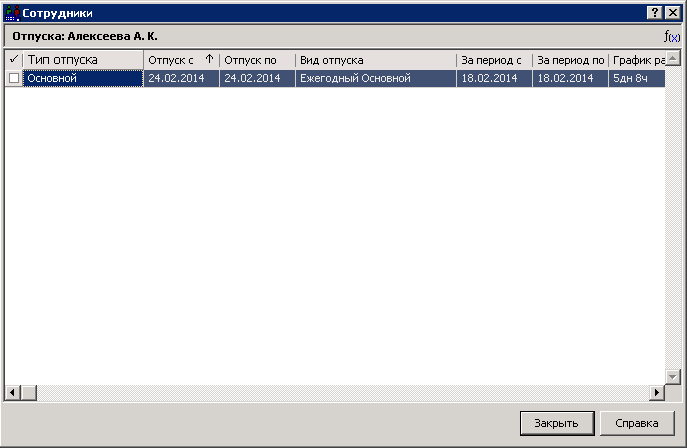 Сотрудники
Отпуска: Алексеева А. К.
f(x)
Тип отпуска Отпуск с Отпуск по Вид отпуска За период с За период по График ра
Основной 24.02.2014 24.02.2014 Ежегодный Основной 18.02.2014 18.02.2014 5дн 8ч
Закрыть Справка